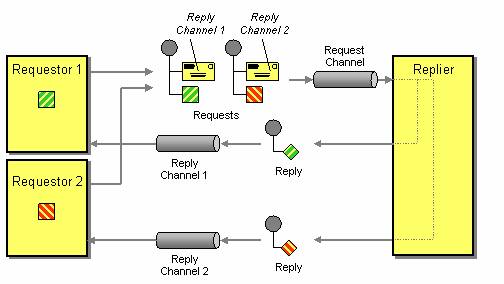 Reply
Channel 1
Reply
Channel 2
Request
Channel
Requestor 1
Replier
Requests
Reply
Channel 1
Reply
Requestor 2
Reply
Channel 2
Reply